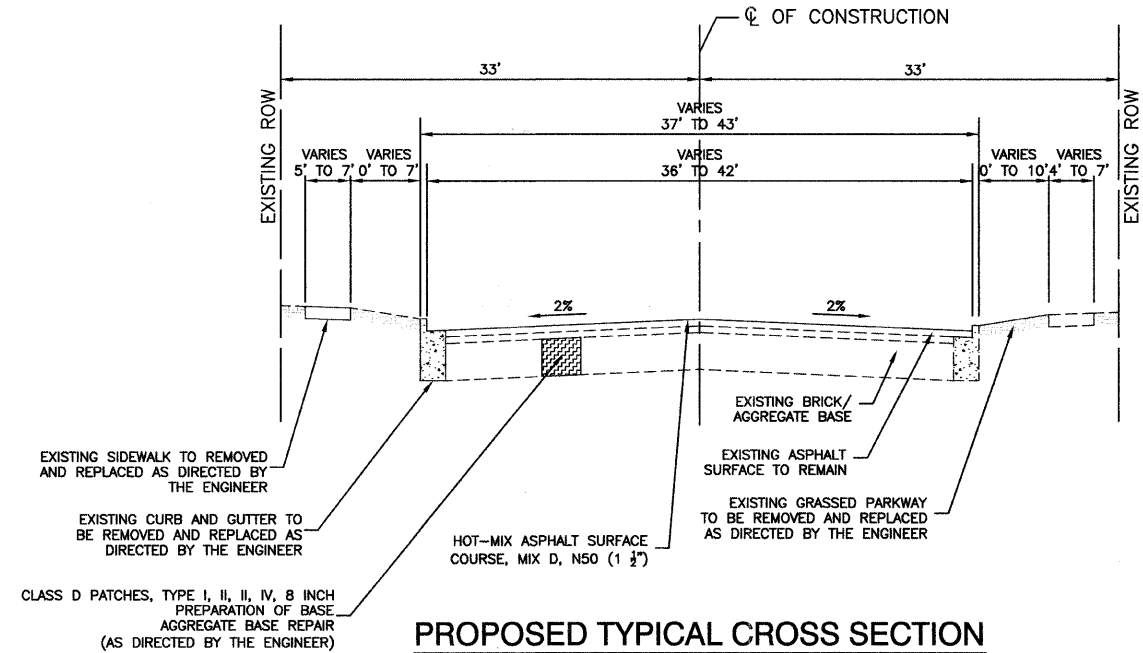 ℄ OF CONSTRUCTION
33'
33'
EXISTING ROW
EXISTING ROW
VARIES
37' TO 43'
VARIES
5' TO 7'
VARIES
0' TO 7'
VARIES
36' TO 42'
VARIES
0' TO 10'
VARIES
4' TO 7'
2%
2%
EXISTING BRICK/
AGGREGATE BASE
EXISTING ASPHALT
SURFACE TO REMAIN
EXISTING GRASSED PARKWAY
TO BE REMOVED AND REPLACED
AS DIRECTED BY THE ENGINEER
EXISTING SIDEWALK TO REMOVED
AND REPLACED AS DIRECTED BY
THE ENGINEER
EXISTING CURB AND GUTTER TO
BE REMOVED AND REPLACED AS
DIRECTED BY THE ENGINEER
HOT-MIX ASPHALT SURFACE
COURSE, MIX D, N50 (1 ½")
CLASS D PATCHES, TYPE I, II, II, IV, 8 INCH
PREPARATION OF BASE
AGGREGATE BASE REPAIR
(AS DIRECTED BY THE ENGINEER)
PROPOSED TYPICAL CROSS SECTION